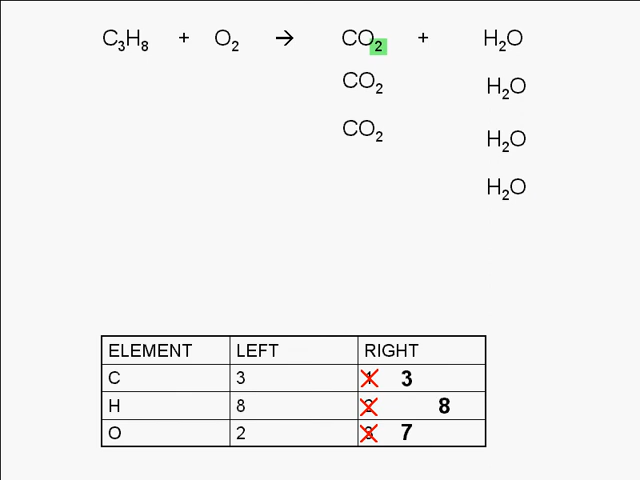 C₃H₈ + O₂ → CO₂ + H₂O
CO₂ H₂O
CO₂ H₂O
H₂O
ELEMENT LEFT RIGHT
C 3 1 3
H 8 2 8
O 2 3 7